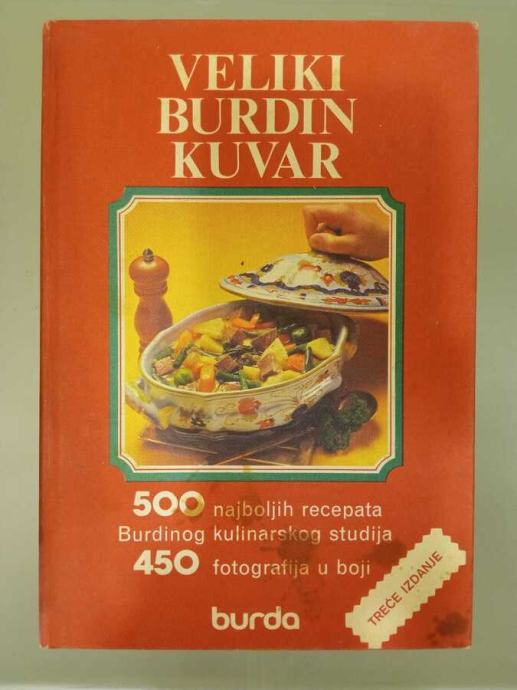 VELIKI
BURDIN
KUVAR
500 najboljih recepata
Burdinog kulinarskog studija
450 fotografija u boji
TREĆE IZDANJE
burda